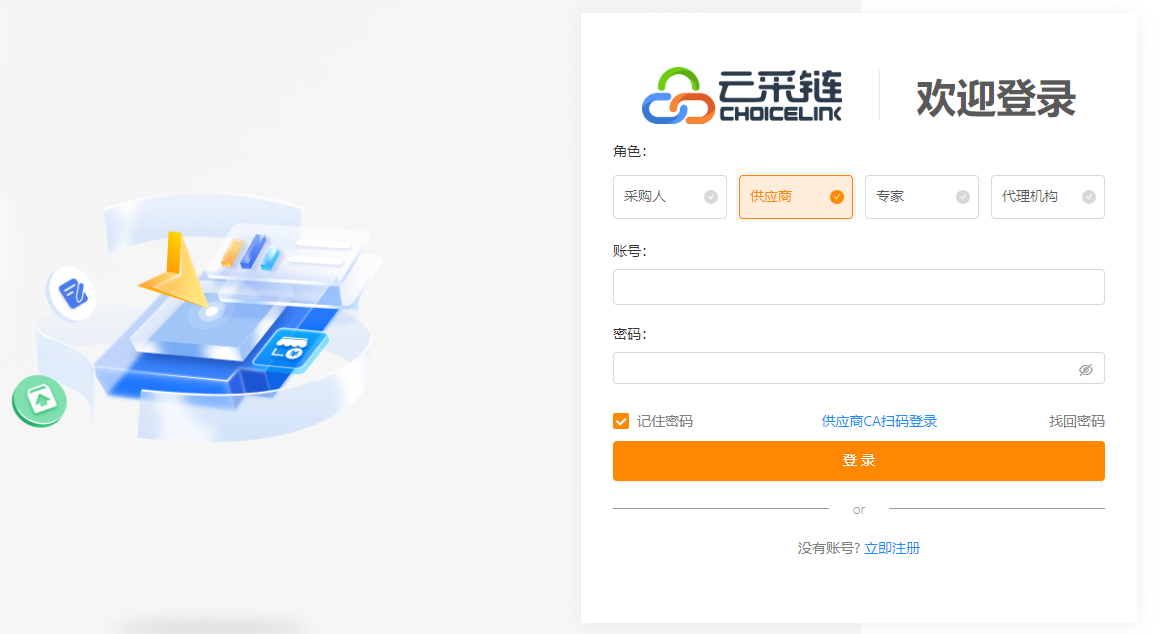 云采链
CHOICELINK
欢迎登录
角色：
采购人 供应商 专家 代理机构
账号：
密码：
记住密码 供应商CA扫码登录 找回密码
登 录
or
没有账号? 立即注册